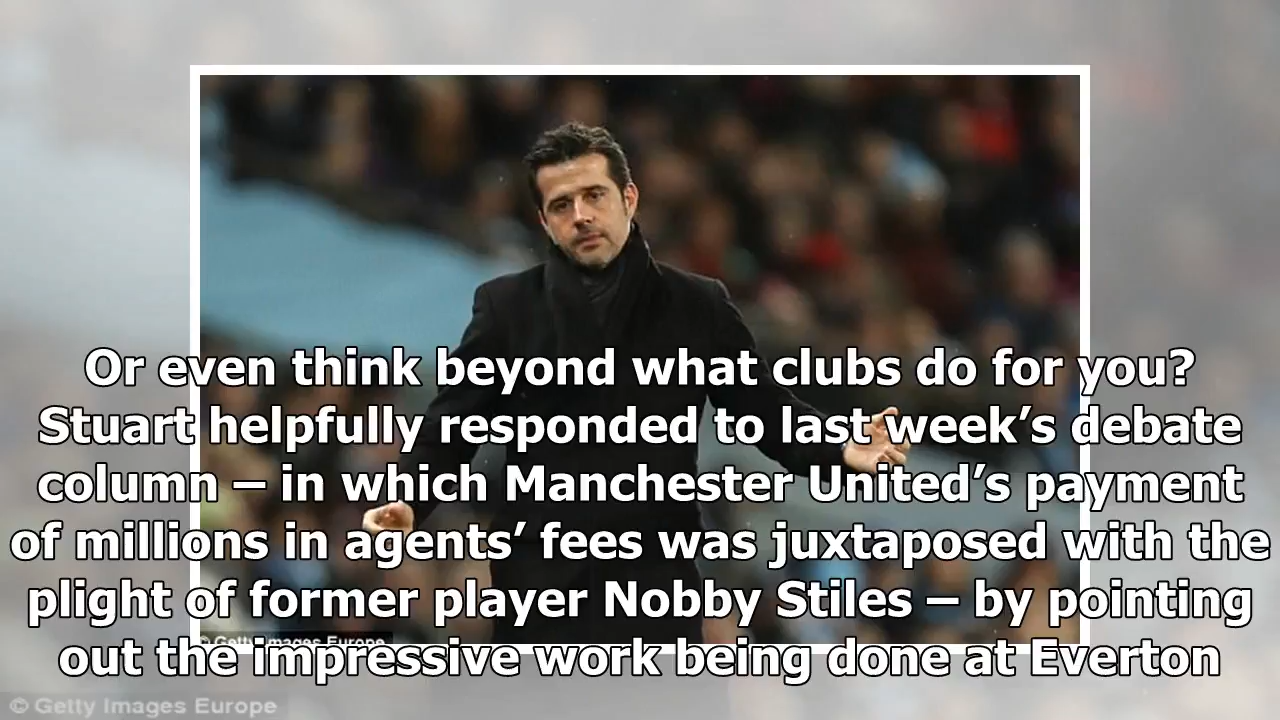 Or even think beyond what clubs do for you?
Stuart helpfully responded to last week’s debate
column – in which Manchester United’s payment
of millions in agents’ fees was juxtaposed with the
plight of former player Nobby Stiles – by pointing
© Getty Images Europe
out the impressive work being done at Everton
© Getty Images Europe